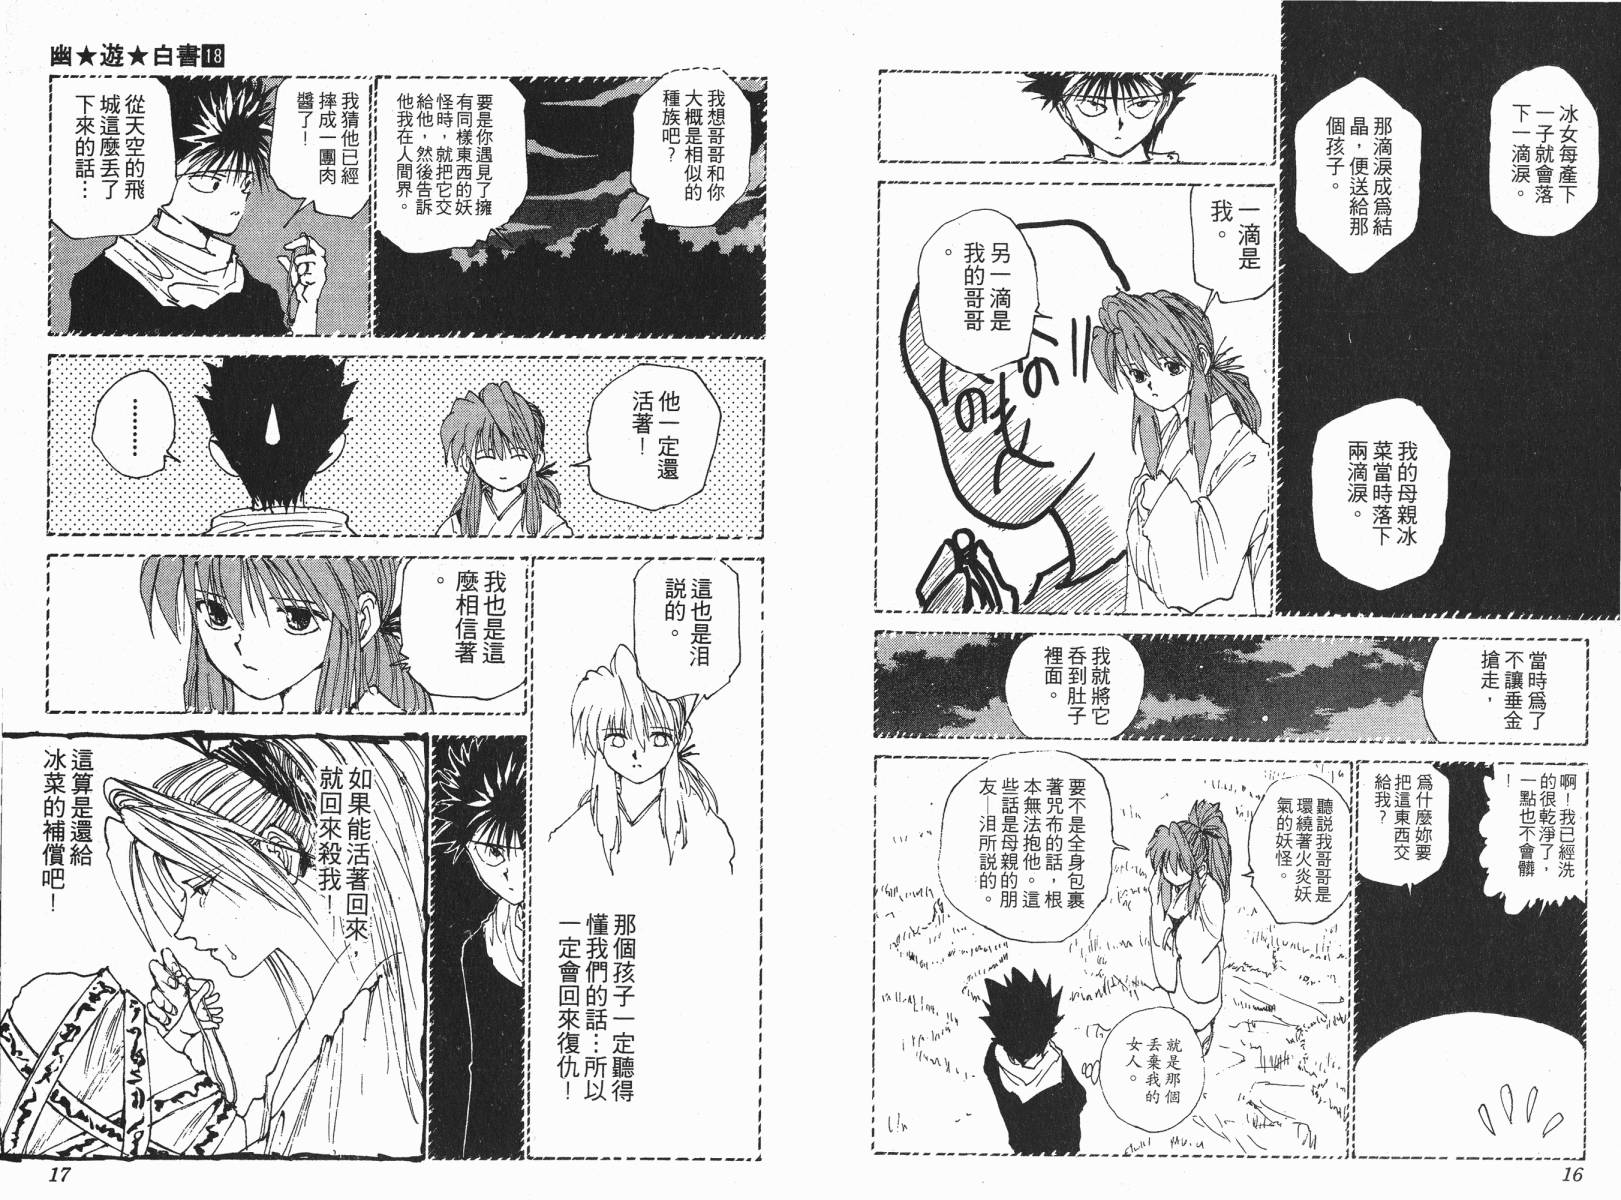 冰女每產下
一子就會落
下一滴淚。
那滴淚成爲結
晶，便送給那
個孩子。
我的母親冰
菜當時落下
兩滴淚。
一滴是
我。
另一滴是
我的哥哥
。
當時爲了
不讓垂金
搶走，
我就將它
吞到肚子
裡面。
啊！我已經洗
的很乾淨了，
一點也不會髒
！
爲什麼妳要
把這東西交
給我？
聽説我哥哥是
環繞著火炎妖
氣的妖怪。
要不是全身包裹
著咒布的話，根
本無法抱他。這
些話是母親的朋
友─泪所説的。
就是那個
丟棄我的
女人。
16
幽★遊★白書18
我想哥哥和你
大概是相似的
種族吧？
要是你遇見了擁
有同樣東西的妖
怪時，就把它交
給他，然後告訴
他我在人間界。
我猜他已經
摔成一團肉
醬了！
從天空的飛
城這麼丟了
下來的話…
他一定還
活著！
………
這也是泪
説的。
我也是這
麼相信著
。
那個孩子一定聽得
懂我們的話…所以
一定會回來復仇！
如果能活著回來，
就回來殺我！
這算是還給
冰菜的補償吧！
17